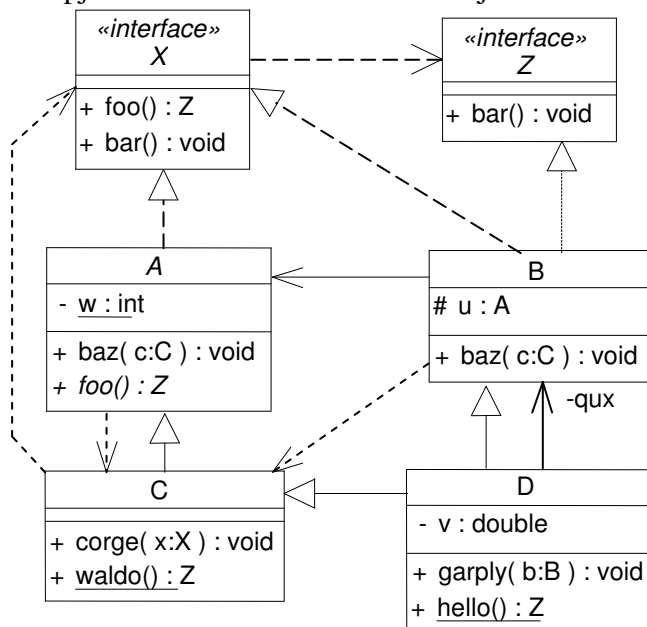 «interface»
X
+ foo() : Z
+ bar() : void
«interface»
Z
+ bar() : void
A
- w : int
+ baz( c:C ) : void
+ foo() : Z
B
# u : A
+ baz( c:C ) : void
-qux
C
+ corge( x:X ) : void
+ waldo() : Z
D
- v : double
+ garply( b:B ) : void
+ hello() : Z